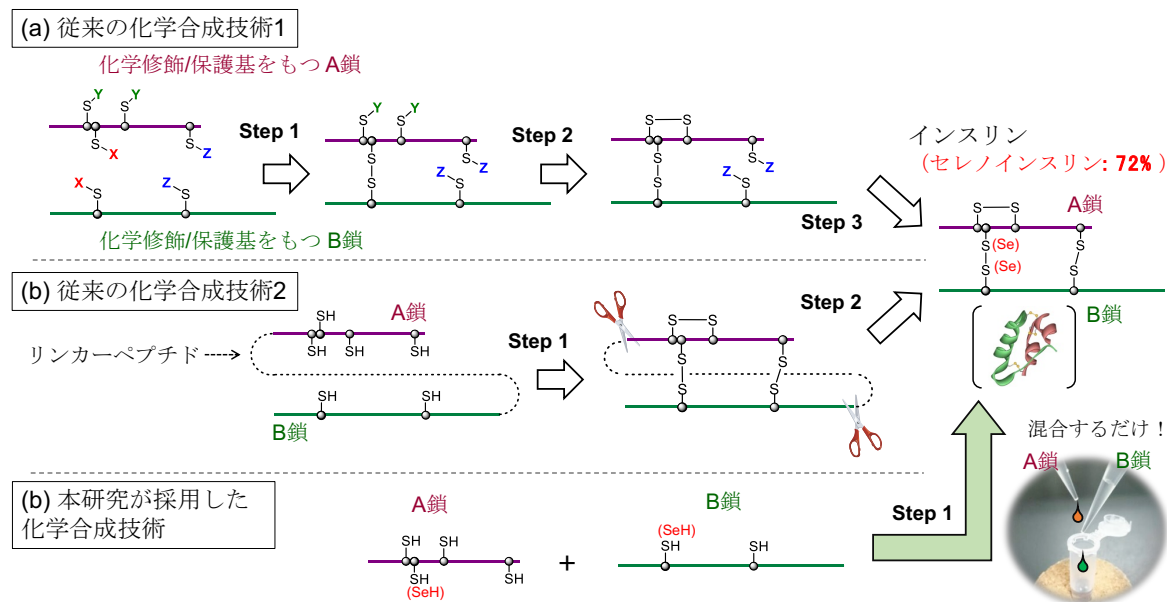 (a) 従来の化学合成技術1
化学修飾/保護基をもつ A鎖
Y
Y
S
S
S
S
X
Z
X
Z
S
S
化学修飾/保護基をもつ B鎖
Step 1
Y
Y
S
S
S
S
S
Z
Z
S
Step 2
S
S
S
S
S
Z
Z
S
Step 3
インスリン
(セレノインスリン: 72% )
S
S
A鎖
S
(Se)
S
(Se)
S
S
B鎖
(b) 従来の化学合成技術2
SH
A鎖
SH
SH
SH
リンカーペプチド
SH
SH
B鎖
Step 1
S
S
S
S
S
S
Step 2
混合するだけ！
A鎖
B鎖
(b) 本研究が採用した
化学合成技術
A鎖
SH
SH
SH
(SeH)
SH
+
B鎖
(SeH)
SH
SH
Step 1